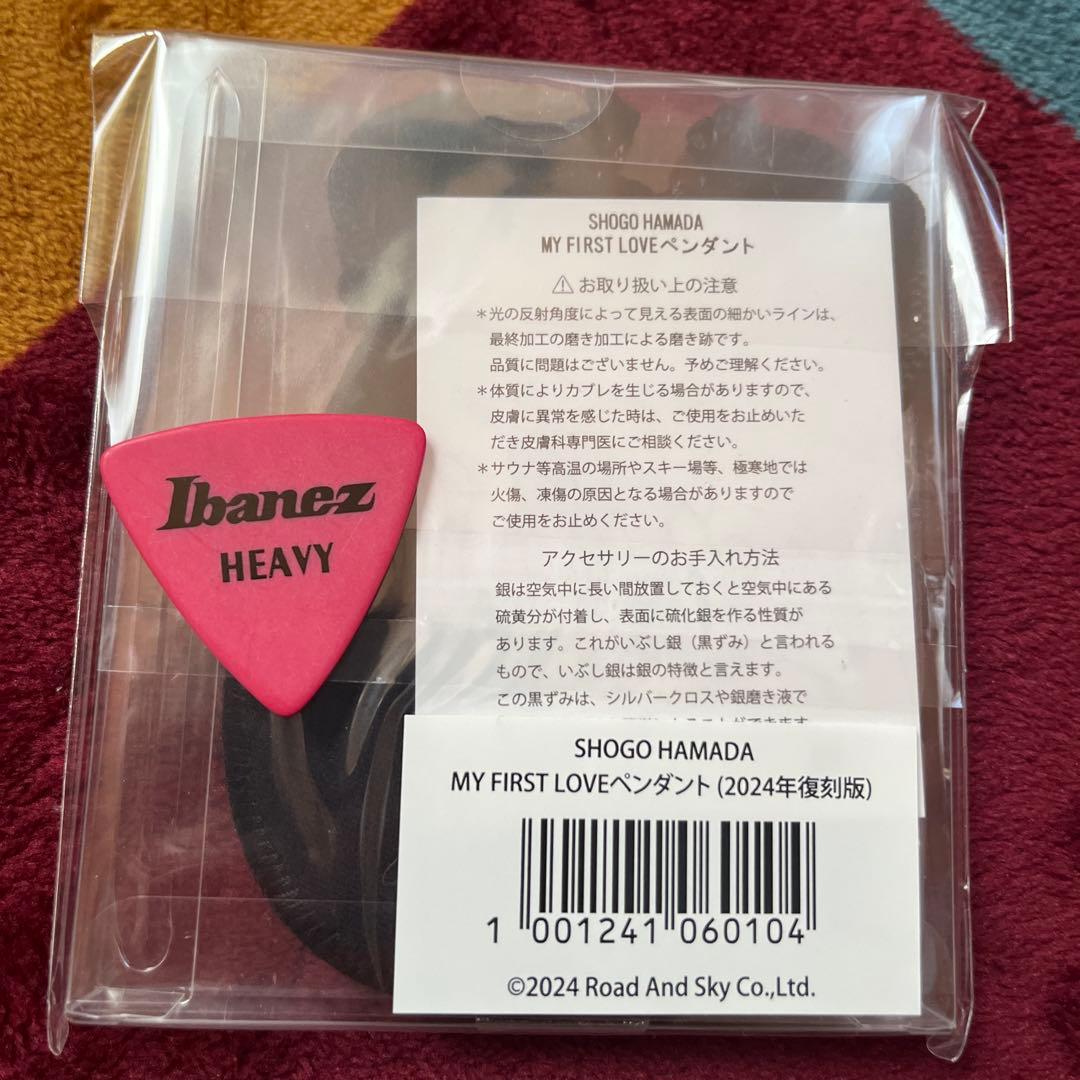 SHOGO HAMADA
MY FIRST LOVEペンダント
⚠お取り扱い上の注意
*光の反射角度によって見える表面の細かいラインは、
最終加工の磨き加工による磨き跡です。
品質に問題はございません。予めご理解ください。
*体質によりカブレを生じる場合がありますので、
皮膚に異常を感じた時は、ご使用をお止めいた
だき皮膚科専門医にご相談ください。
*サウナ等高温の場所やスキー場等、極寒地では
火傷、凍傷の原因となる場合がありますので
ご使用をお止めください。
アクセサリーのお手入れ方法
銀は空気中に長い間放置しておくと空気中にある
硫黄分が付着し、表面に硫化銀を作る性質が
あります。これがいぶし銀（黒ずみ）と言われる
もので、いぶし銀は銀の特徴と言えます。
この黒ずみは、シルバークロスや銀磨き液で
Ibanez
HEAVY
SHOGO HAMADA
MY FIRST LOVEペンダント (2024年復刻版)
1 001241 060104
©2024 Road And Sky Co.,Ltd.